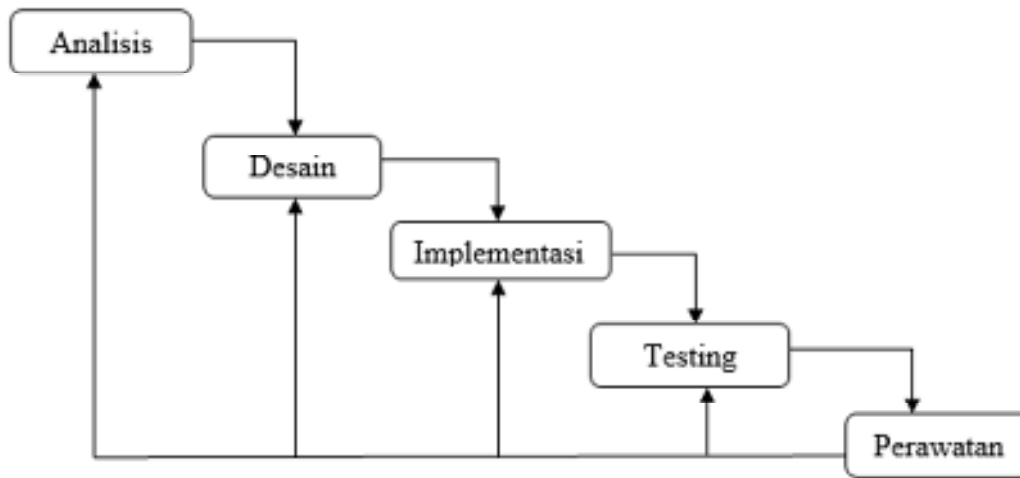 Analisis
Desain
Implementasi
Testing
Perawatan